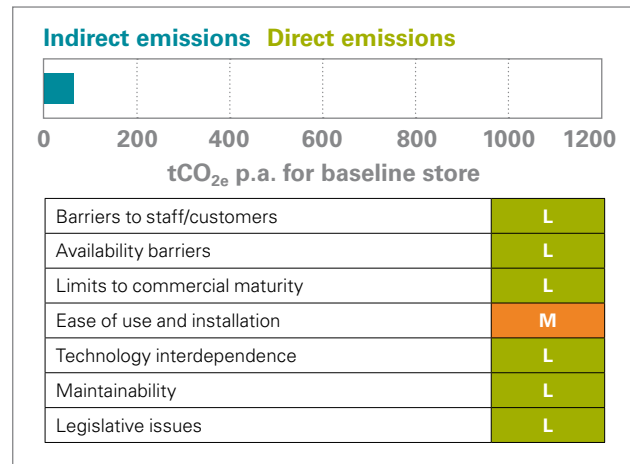 Indirect emissions Direct emissions
0 200 400 600 800 1000 1200
tCO2e p.a. for baseline store
Barriers to staff/customers L
Availability barriers L
Limits to commercial maturity L
Ease of use and installation M
Technology interdependence L
Maintainability L
Legislative issues L